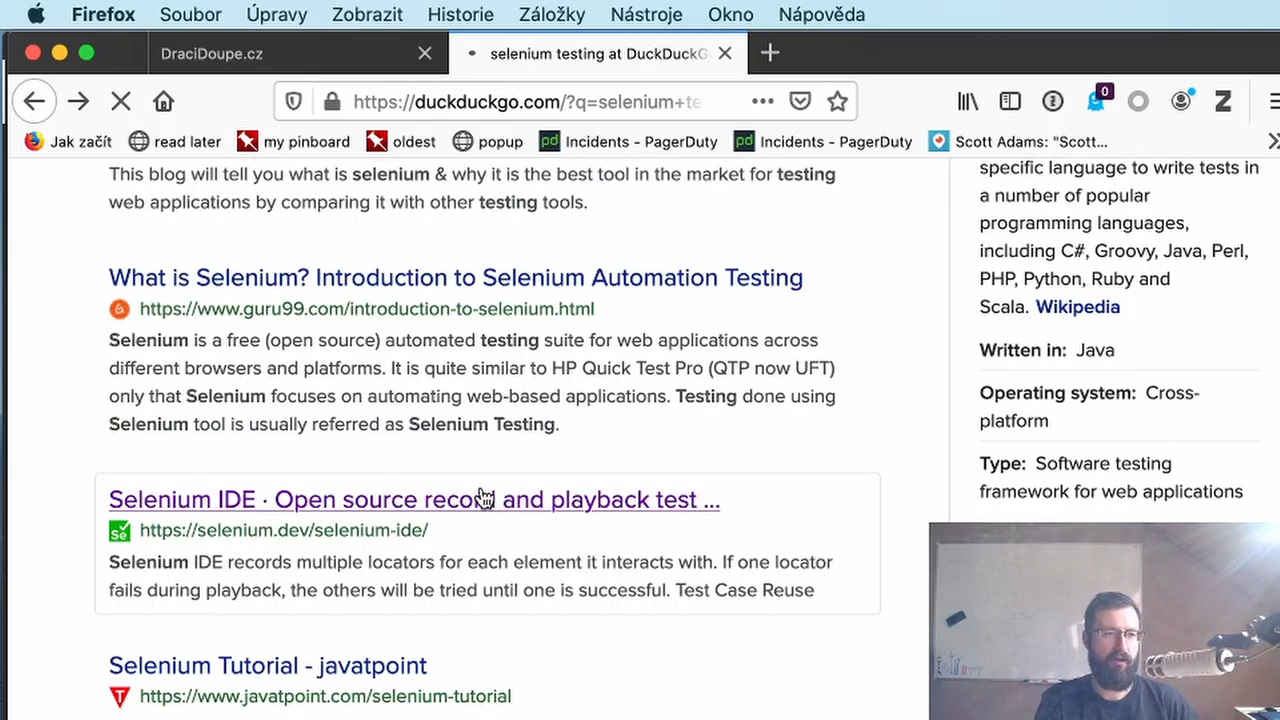 Firefox Soubor Úpravy Zobrazit Historie Záložky Nástroje Okno Nápověda
DraciDoupe.cz
selenium testing at DuckDuckG
https://duckduckgo.com/?q=selenium+te
0
Z
Jak začít read later my pinboard oldest popup pd Incidents - PagerDuty pd Incidents - PagerDuty Scott Adams: "Scott...
This blog will tell you what is selenium & why it is the best tool in the market for testing
web applications by comparing it with other testing tools.
What is Selenium? Introduction to Selenium Automation Testing
https://www.guru99.com/introduction-to-selenium.html
Selenium is a free (open source) automated testing suite for web applications across
different browsers and platforms. It is quite similar to HP Quick Test Pro (QTP now UFT)
only that Selenium focuses on automating web-based applications. Testing done using
Selenium tool is usually referred as Selenium Testing.
Selenium IDE · Open source record and playback test ...
Se https://selenium.dev/selenium-ide/
Selenium IDE records multiple locators for each element it interacts with. If one locator
fails during playback, the others will be tried until one is successful. Test Case Reuse
Selenium Tutorial - javatpoint
T https://www.javatpoint.com/selenium-tutorial
specific language to write tests in
a number of popular
programming languages,
including C#, Groovy, Java, Perl,
PHP, Python, Ruby and
Scala. Wikipedia
Written in: Java
Operating system: Cross-
platform
Type: Software testing
framework for web applications